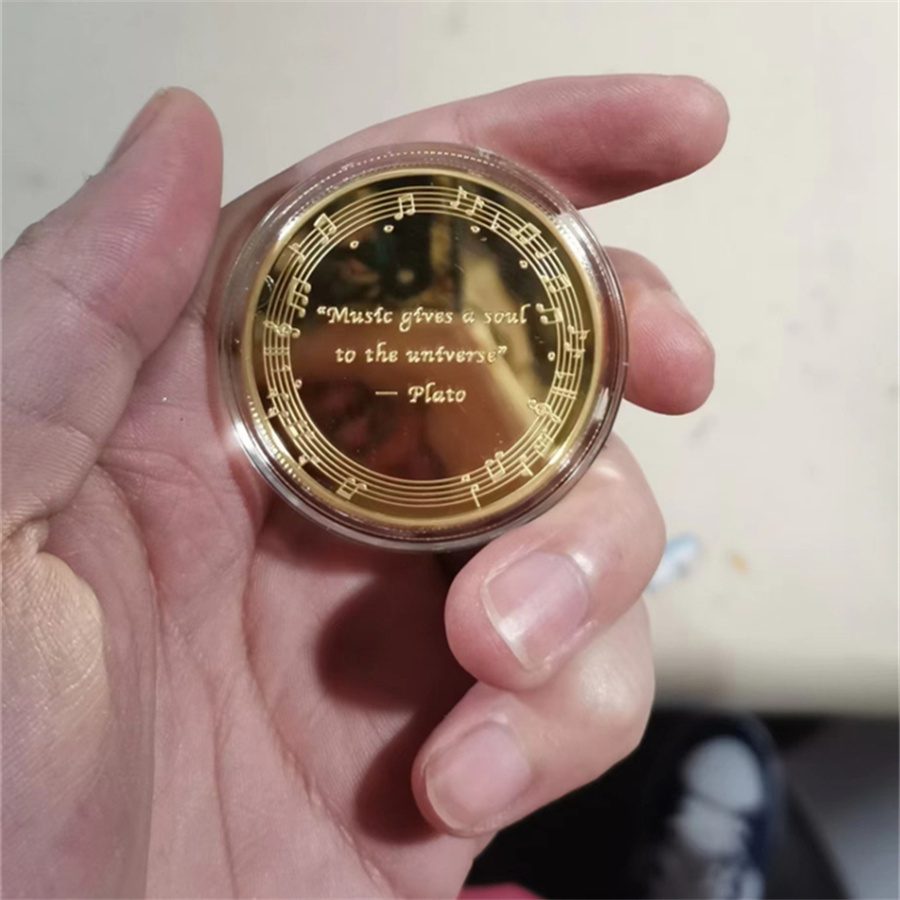 “Music gives a soul
to the universe”
— Plato